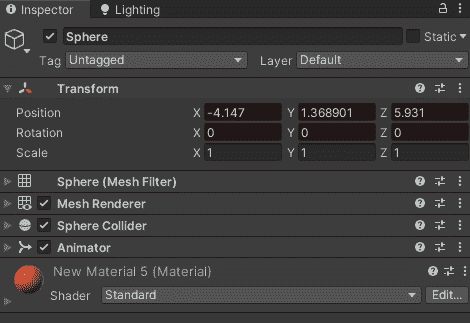 Inspector Lighting
Sphere Static
Tag Untagged Layer Default
Transform
Position X -4.147 Y 1.368901 Z 5.931
Rotation X 0 Y 0 Z 0
Scale X 1 Y 1 Z 1
Sphere (Mesh Filter)
Mesh Renderer
Sphere Collider
Animator
New Material 5 (Material)
Shader Standard Edit...